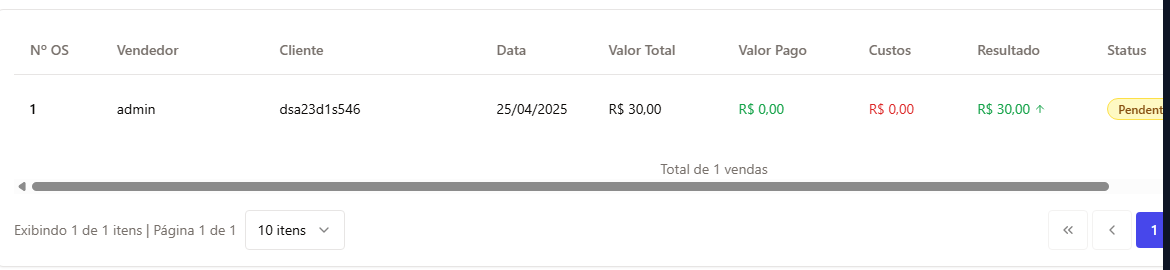 Nº OS Vendedor Cliente Data Valor Total Valor Pago Custos Resultado Status
1 admin dsa23d1s546 25/04/2025 R$ 30,00 R$ 0,00 R$ 0,00 R$ 30,00 ↑ Pendent
Total de 1 vendas
Exibindo 1 de 1 itens | Página 1 de 1 10 itens « ‹ 1